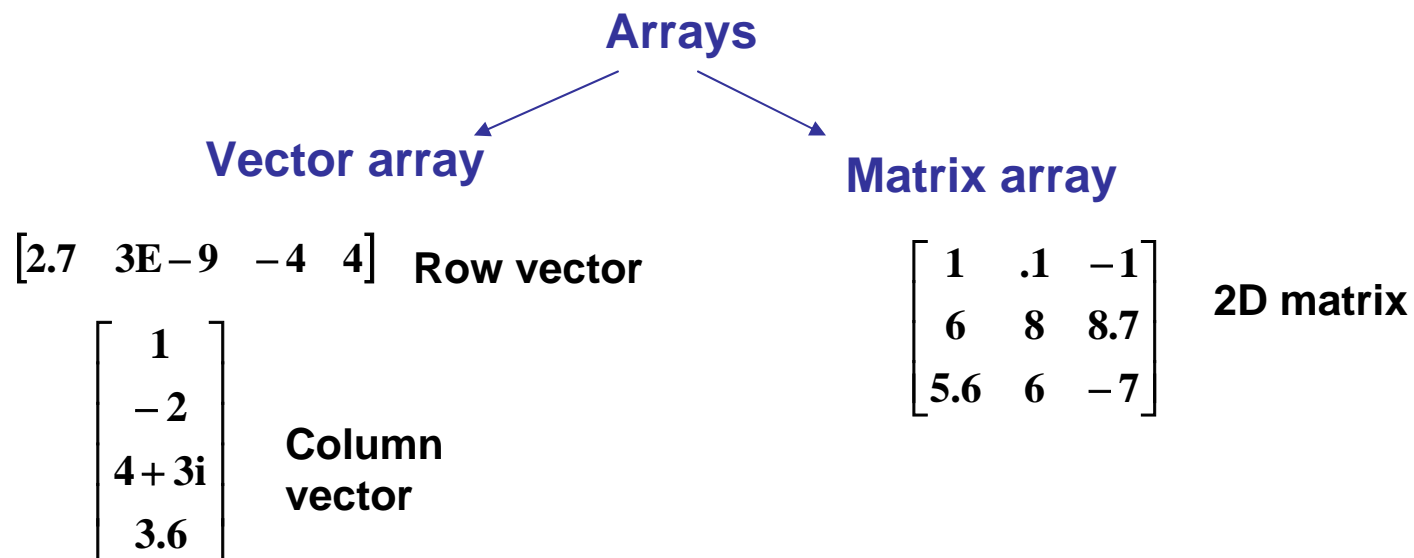 Arrays
Vector array
Matrix array
[2.7 3E−9 −4 4] Row vector
[1
−2
4+3i
3.6]
Column
vector
[1 .1 −1
6 8 8.7
5.6 6 −7]
2D matrix